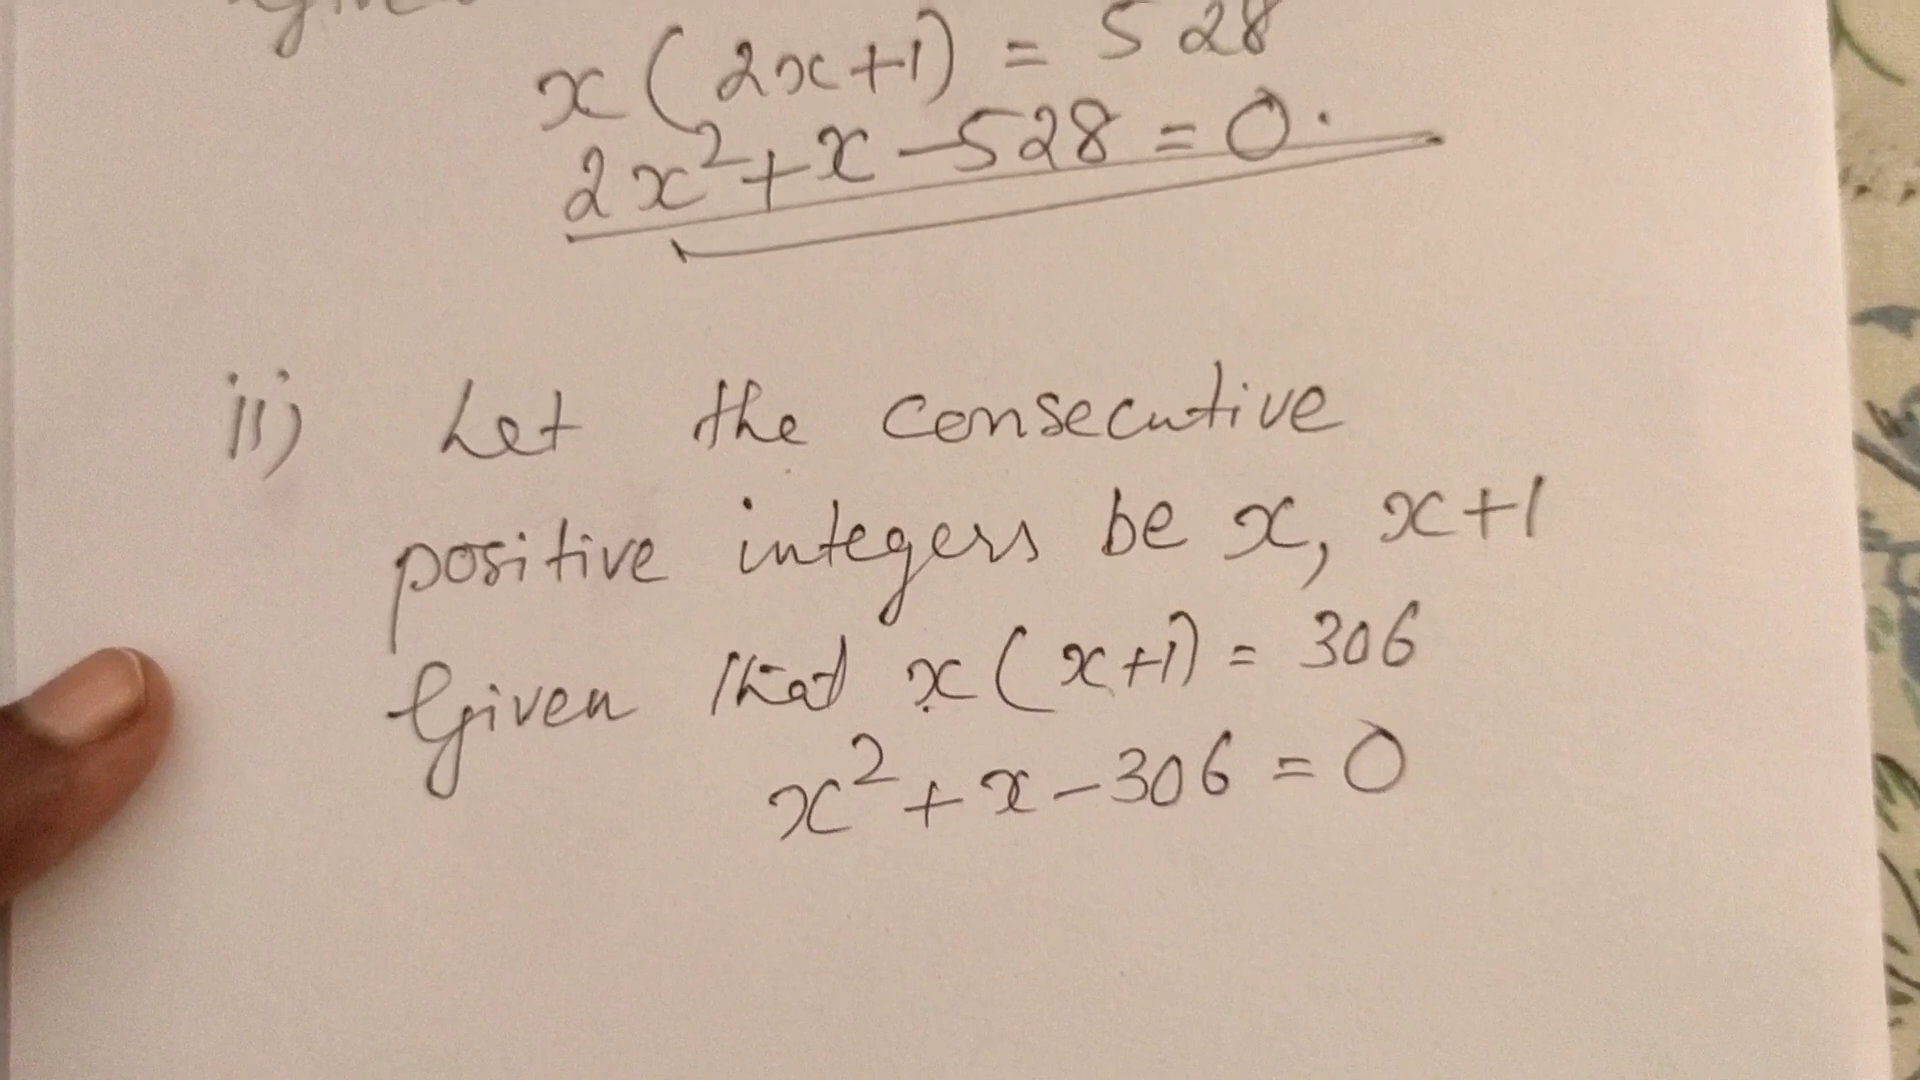 x(2x+1) = 528
2x²+x-528=0.
ii) Let the consecutive
positive integers be x, x+1
Given that x(x+1) = 306
x²+x-306=0